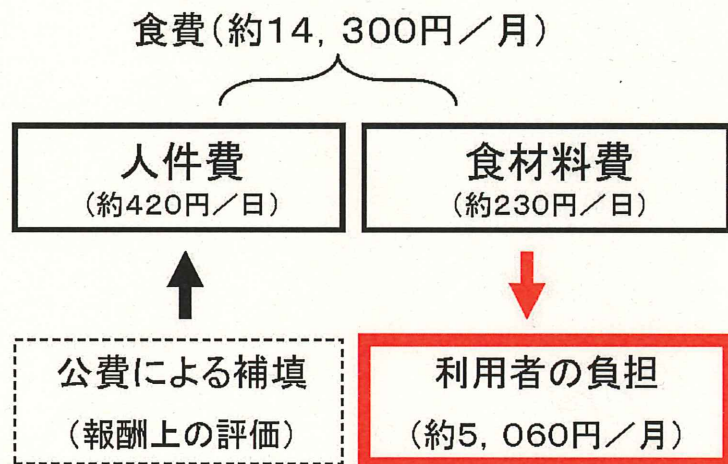 食費(約14,300円/月)
人件費
(約420円/日)
食材料費
(約230円/日)
公費による補填
(報酬上の評価)
利用者の負担
(約5,060円/月)